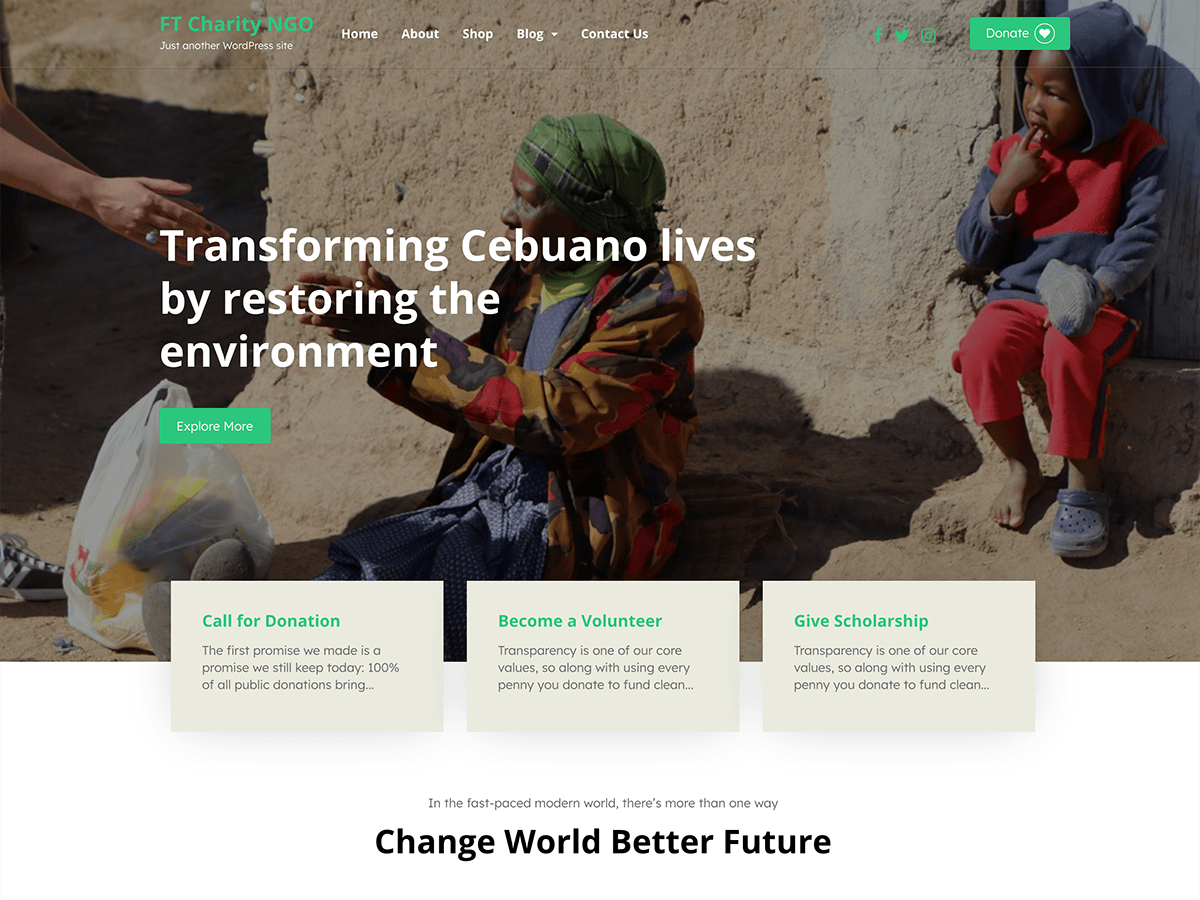 FT Charity NGO
Just another WordPress site
Home About Shop Blog Contact Us
Donate
Transforming Cebuano lives
by restoring the
environment
Explore More
Call for Donation
The first promise we made is a
promise we still keep today: 100%
of all public donations bring...
Become a Volunteer
Transparency is one of our core
values, so along with using every
penny you donate to fund clean...
Give Scholarship
Transparency is one of our core
values, so along with using every
penny you donate to fund clean...
In the fast-paced modern world, there's more than one way
Change World Better Future